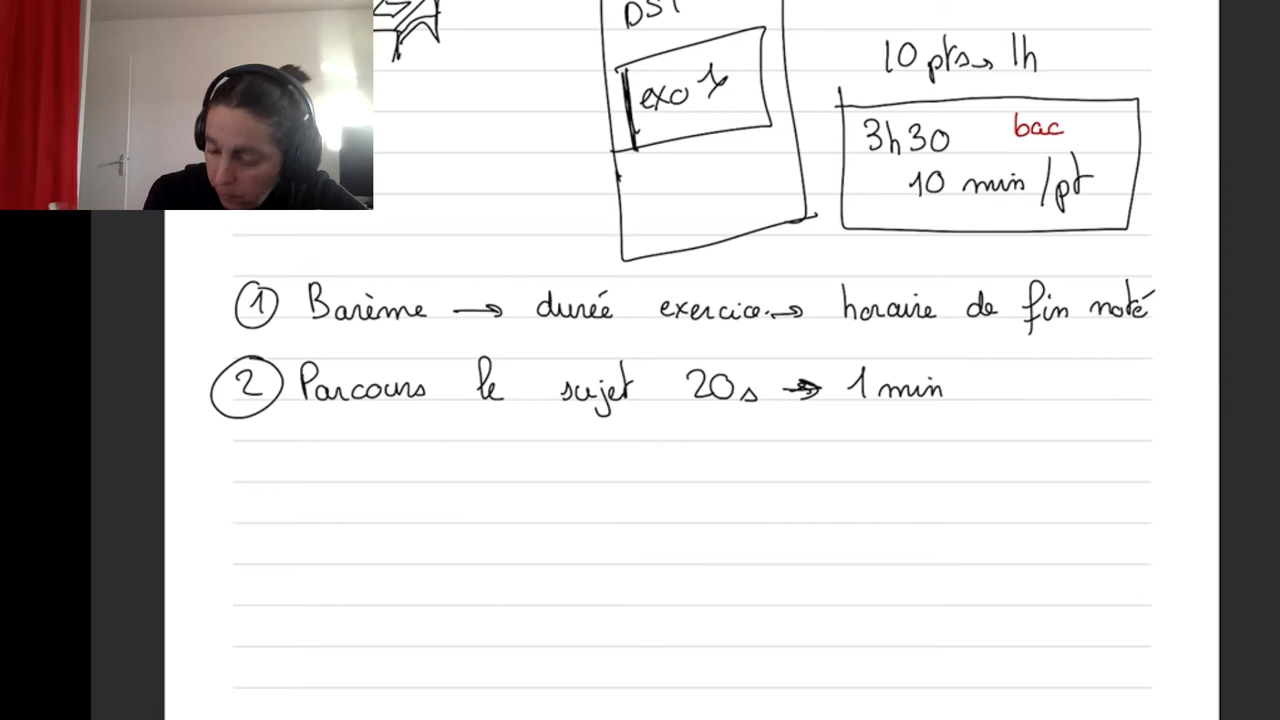 DST
exo 1
10 pts → 1h
3h30 bac
10 min/pt
① Barème → durée exercice → horaire de fin noté
② Parcours le sujet 20s → 1 min